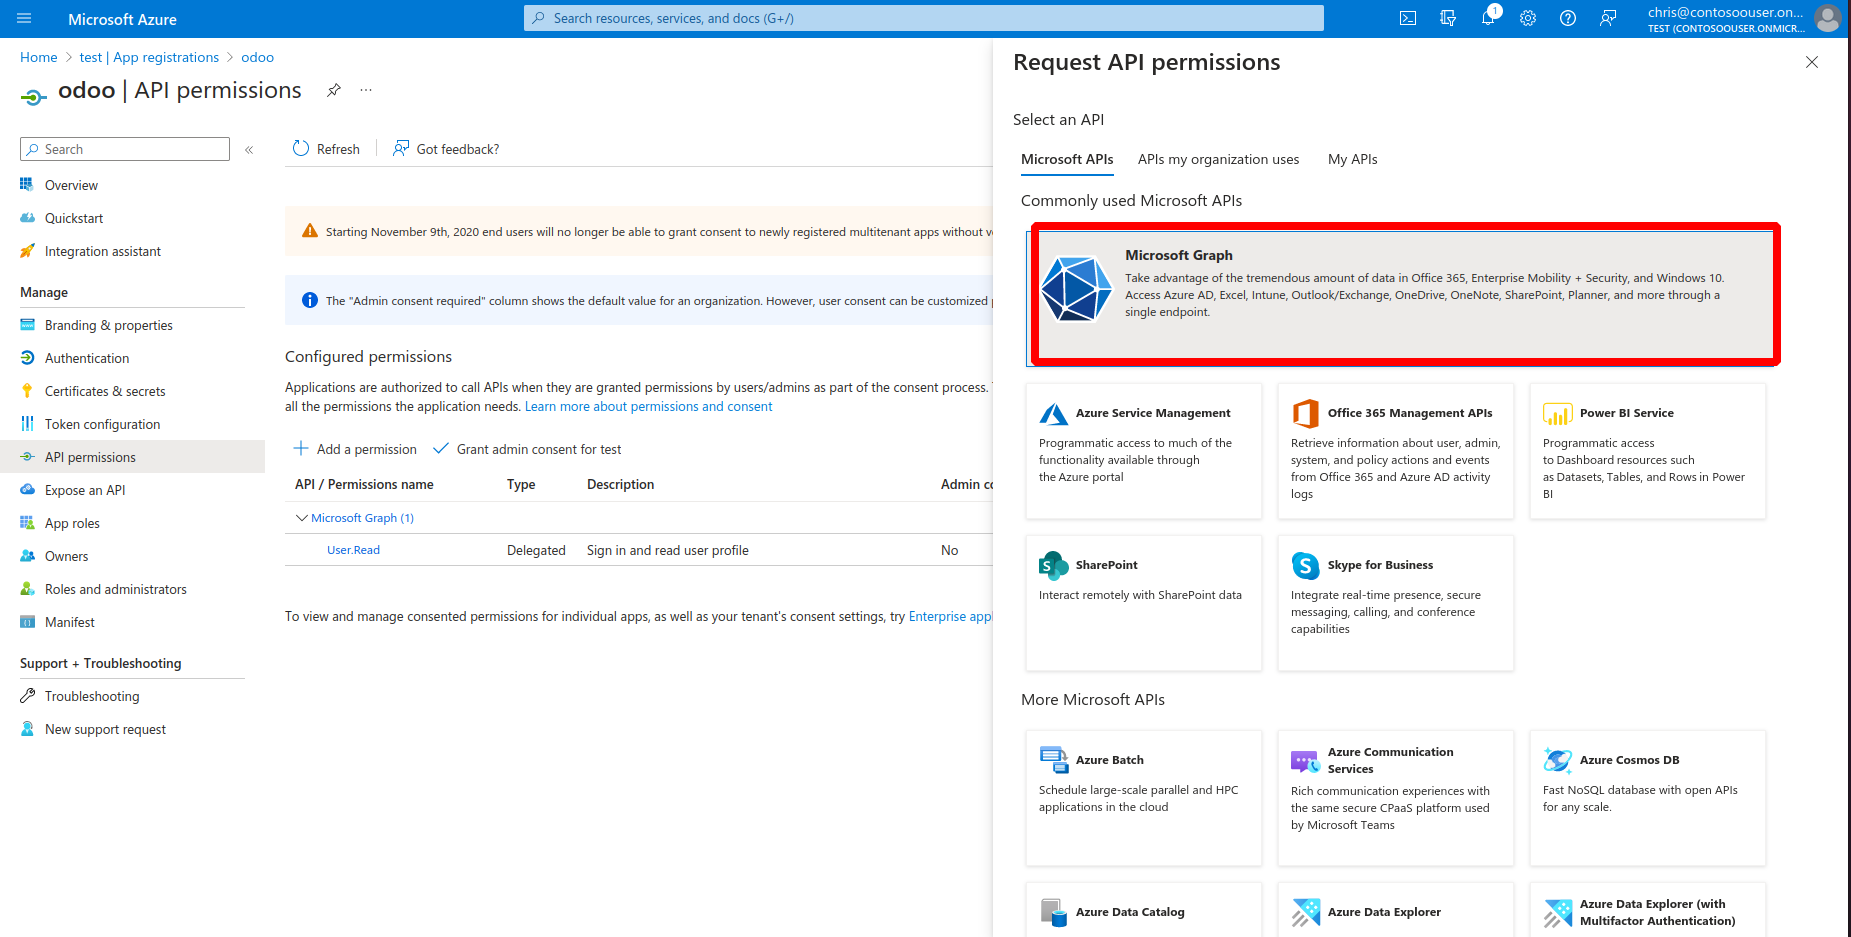 Microsoft Azure
Search resources, services, and docs (G+/)
1
chris@contosoouser.on...
TEST (CONTOSOOUSER.ONMICR...
Home > test | App registrations > odoo
odoo | API permissions
...
Search
«
Overview
Quickstart
Integration assistant
Manage
Branding & properties
Authentication
Certificates & secrets
Token configuration
API permissions
Expose an API
App roles
Owners
Roles and administrators
Manifest
Support + Troubleshooting
Troubleshooting
New support request
Refresh
Got feedback?
Starting November 9th, 2020 end users will no longer be able to grant consent to newly registered multitenant apps without v
The "Admin consent required" column shows the default value for an organization. However, user consent can be customized
Configured permissions
Applications are authorized to call APIs when they are granted permissions by users/admins as part of the consent process.
all the permissions the application needs. Learn more about permissions and consent
Add a permission
Grant admin consent for test
API / Permissions name Type Description Admin co
Microsoft Graph (1)
User.Read Delegated Sign in and read user profile No
To view and manage consented permissions for individual apps, as well as your tenant's consent settings, try Enterprise appl
Request API permissions
Select an API
Microsoft APIs APIs my organization uses My APIs
Commonly used Microsoft APIs
Microsoft Graph
Take advantage of the tremendous amount of data in Office 365, Enterprise Mobility + Security, and Windows 10.
Access Azure AD, Excel, Intune, Outlook/Exchange, OneDrive, OneNote, SharePoint, Planner, and more through a
single endpoint.
Azure Service Management
Programmatic access to much of the
functionality available through
the Azure portal
Office 365 Management APIs
Retrieve information about user, admin,
system, and policy actions and events
from Office 365 and Azure AD activity
logs
Power BI Service
Programmatic access
to Dashboard resources such
as Datasets, Tables, and Rows in Power
BI
SharePoint
Interact remotely with SharePoint data
Skype for Business
Integrate real-time presence, secure
messaging, calling, and conference
capabilities
More Microsoft APIs
Azure Batch
Schedule large-scale parallel and HPC
applications in the cloud
Azure Communication
Services
Rich communication experiences with
the same secure CPaaS platform used
by Microsoft Teams
Azure Cosmos DB
Fast NoSQL database with open APIs
for any scale.
Azure Data Catalog
Azure Data Explorer
Azure Data Explorer (with
Multifactor Authentication)